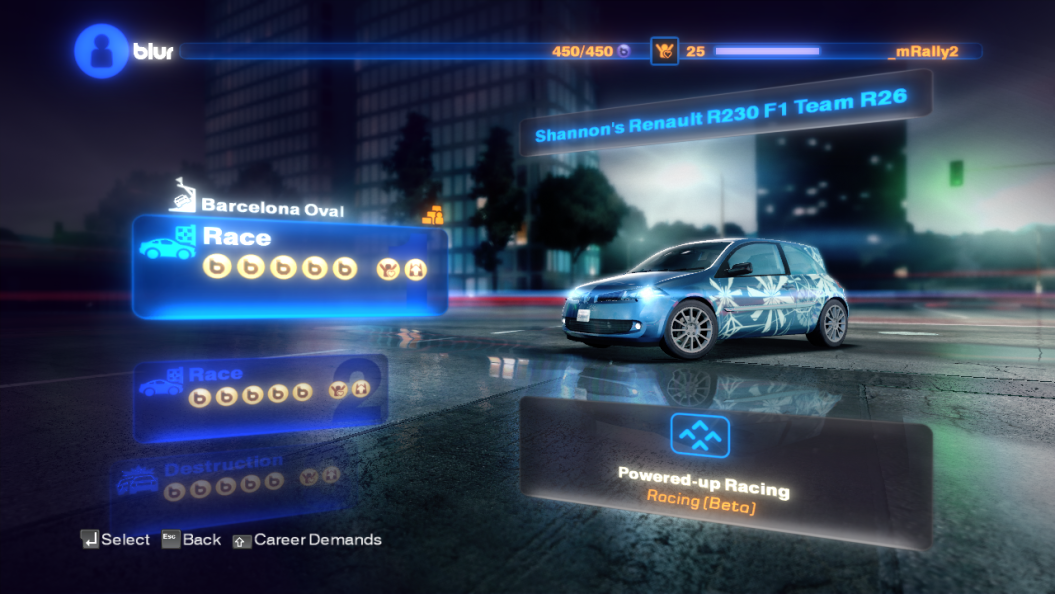 blur
450/450
25
_mRally2
Shannon's Renault R230 F1 Team R26
Barcelona Oval
Race
Race
2
Destruction
Powered-up Racing
Racing (Beta)
Select
Esc Back
Career Demands